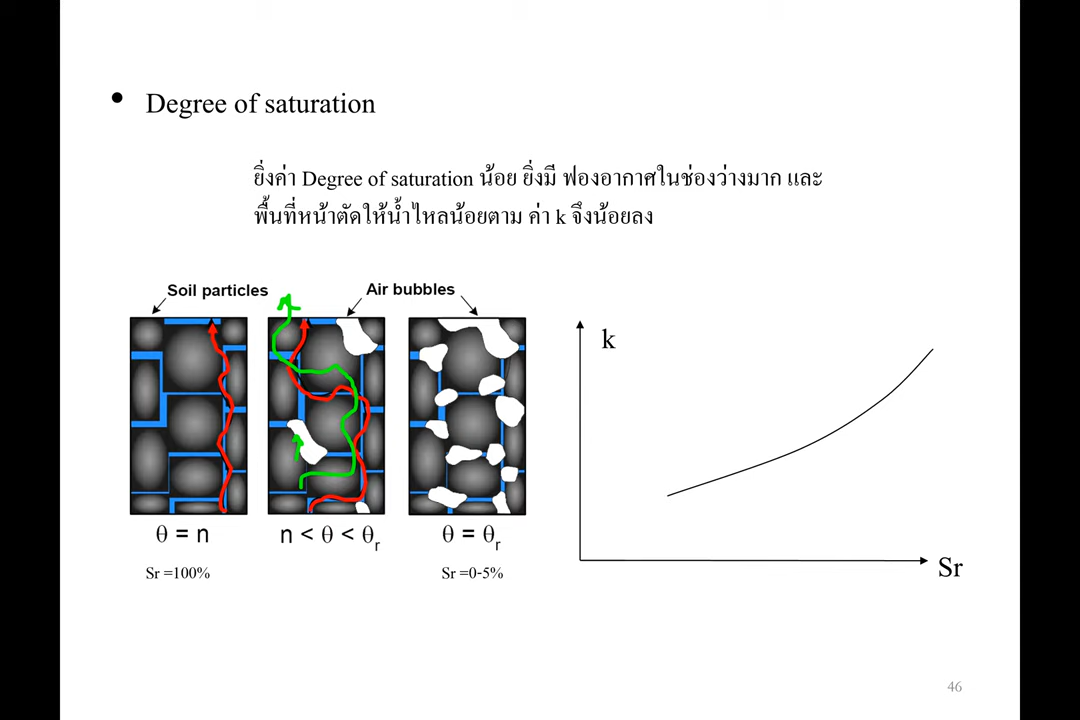 • Degree of saturation
ยิ่งค่า Degree of saturation น้อย ยิ่งมี ฟองอากาศในช่องว่างมาก และ
พื้นที่หน้าตัดให้น้ำไหลน้อยตาม ค่า k จึงน้อยลง
Soil particles
Air bubbles
θ = n
n < θ < θr
θ = θr
Sr =100%
Sr =0-5%
k
Sr
46